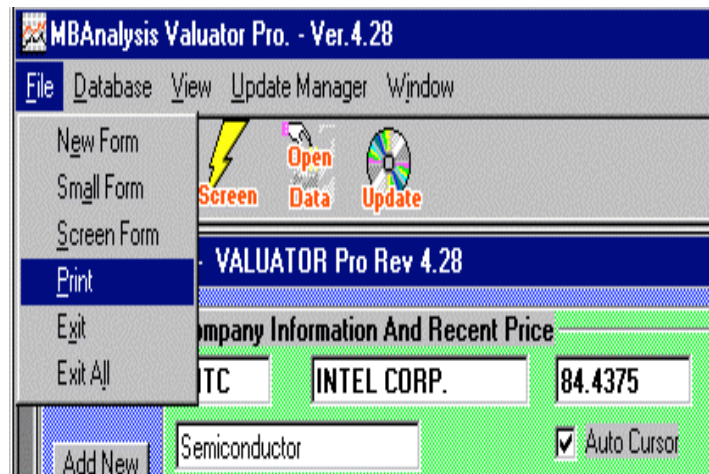 MBAnalysis Valuator Pro. - Ver.4.28
File Database View Update Manager Window
New Form
Small Form
Screen Form
Print
Exit
Exit All
Screen
Open
Data
Update
- VALUATOR Pro Rev 4.28
ompany Information And Recent Price
NTC INTEL CORP. 84.4375
Semiconductor Auto Cursor
Add New